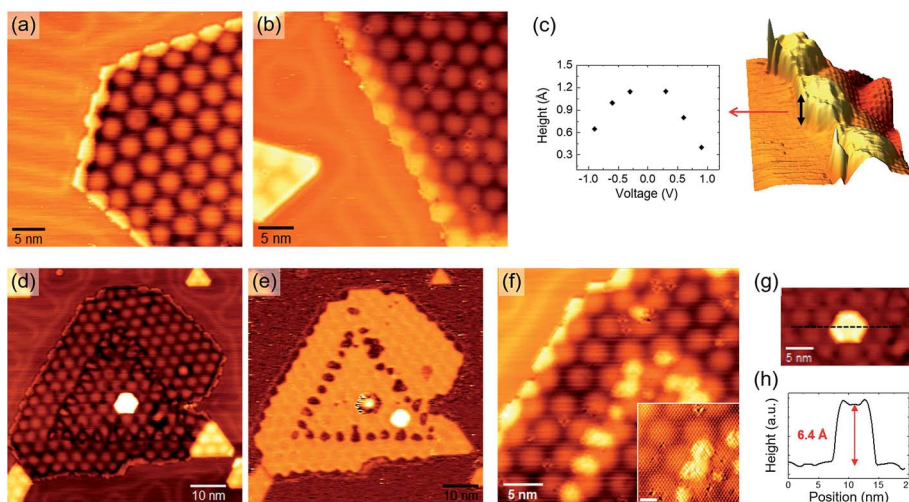 (a)
5 nm
(b)
5 nm
(c)
Height (Å)
1.5
1.2
0.9
0.6
0.3
-1.0 -0.5 0.0 0.5 1.0
Voltage (V)
(d)
10 nm
(e)
10 nm
(f)
5 nm
(g)
5 nm
(h)
Height (a.u.)
6.4 Å
0 5 10 15 2
Position (nm)